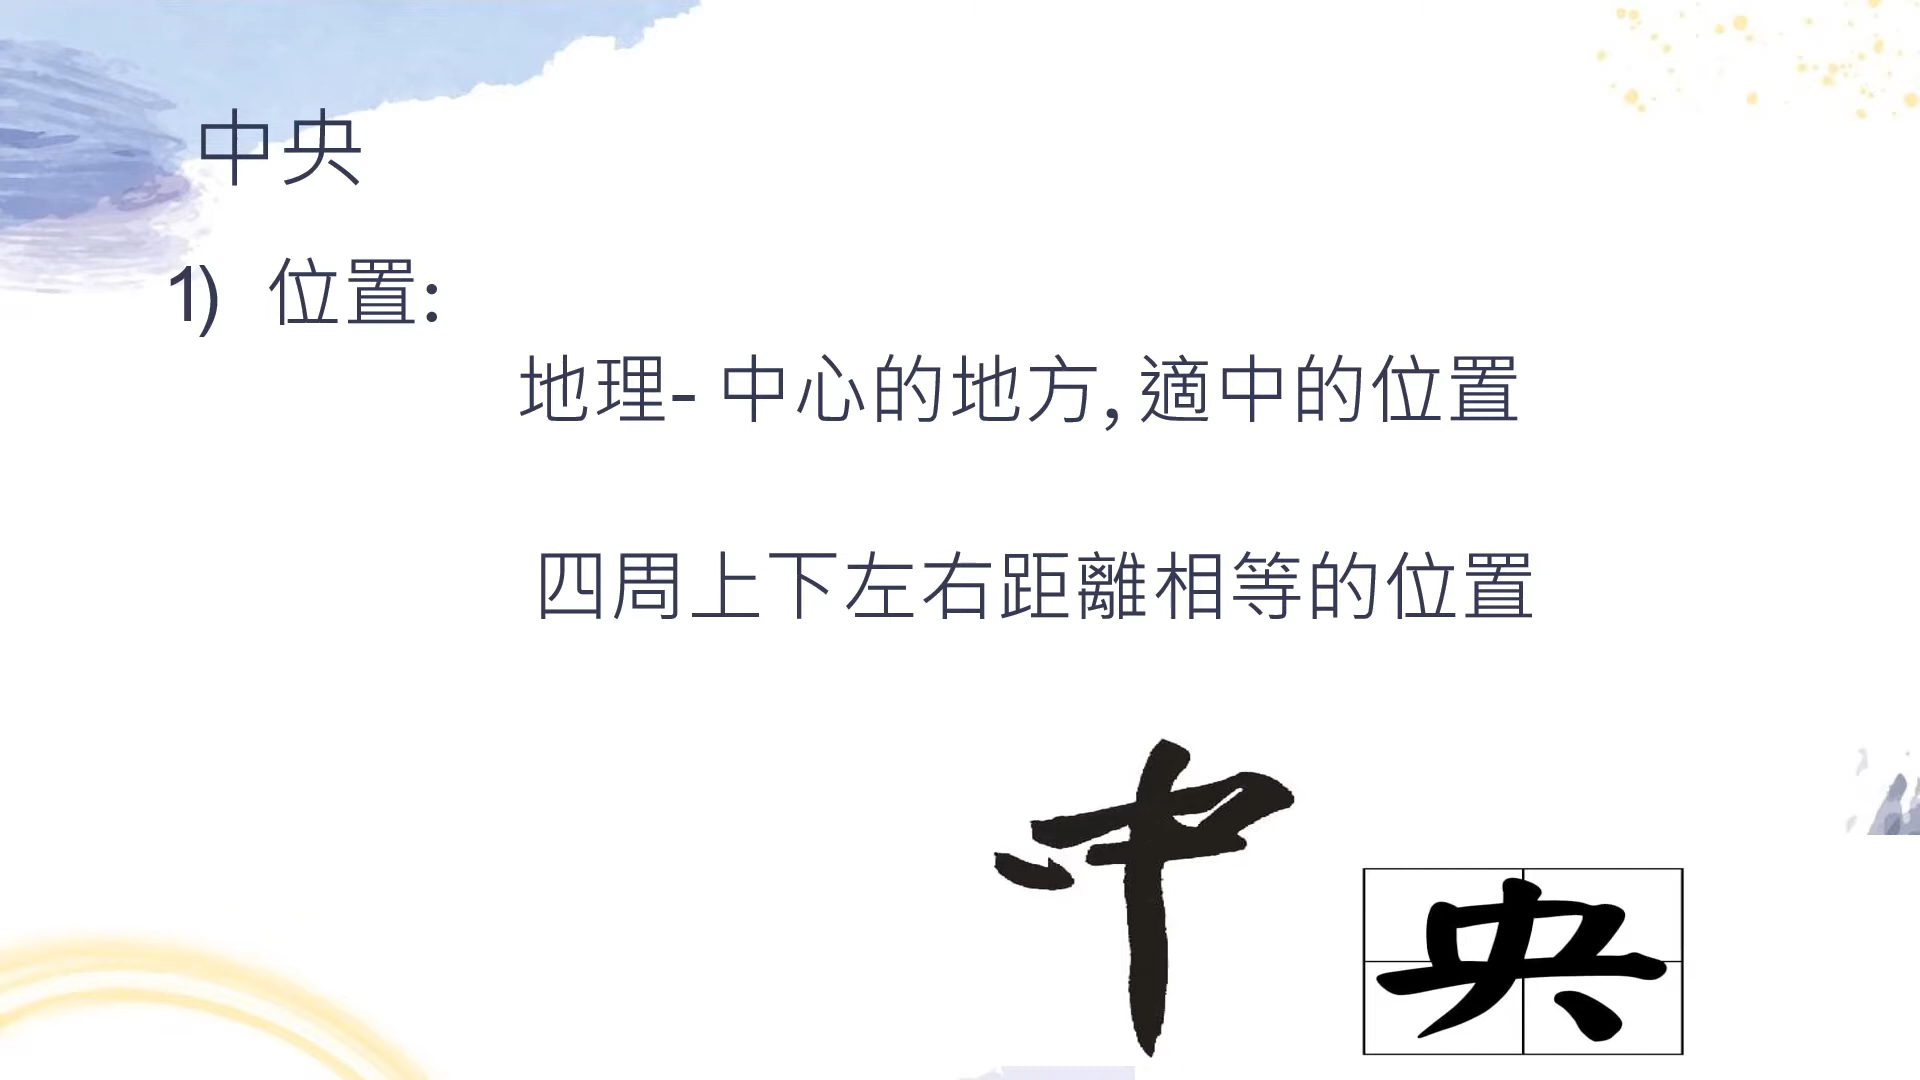 中央
1) 位置:
地理- 中心的地方, 適中的位置
四周上下左右距離相等的位置
中
央